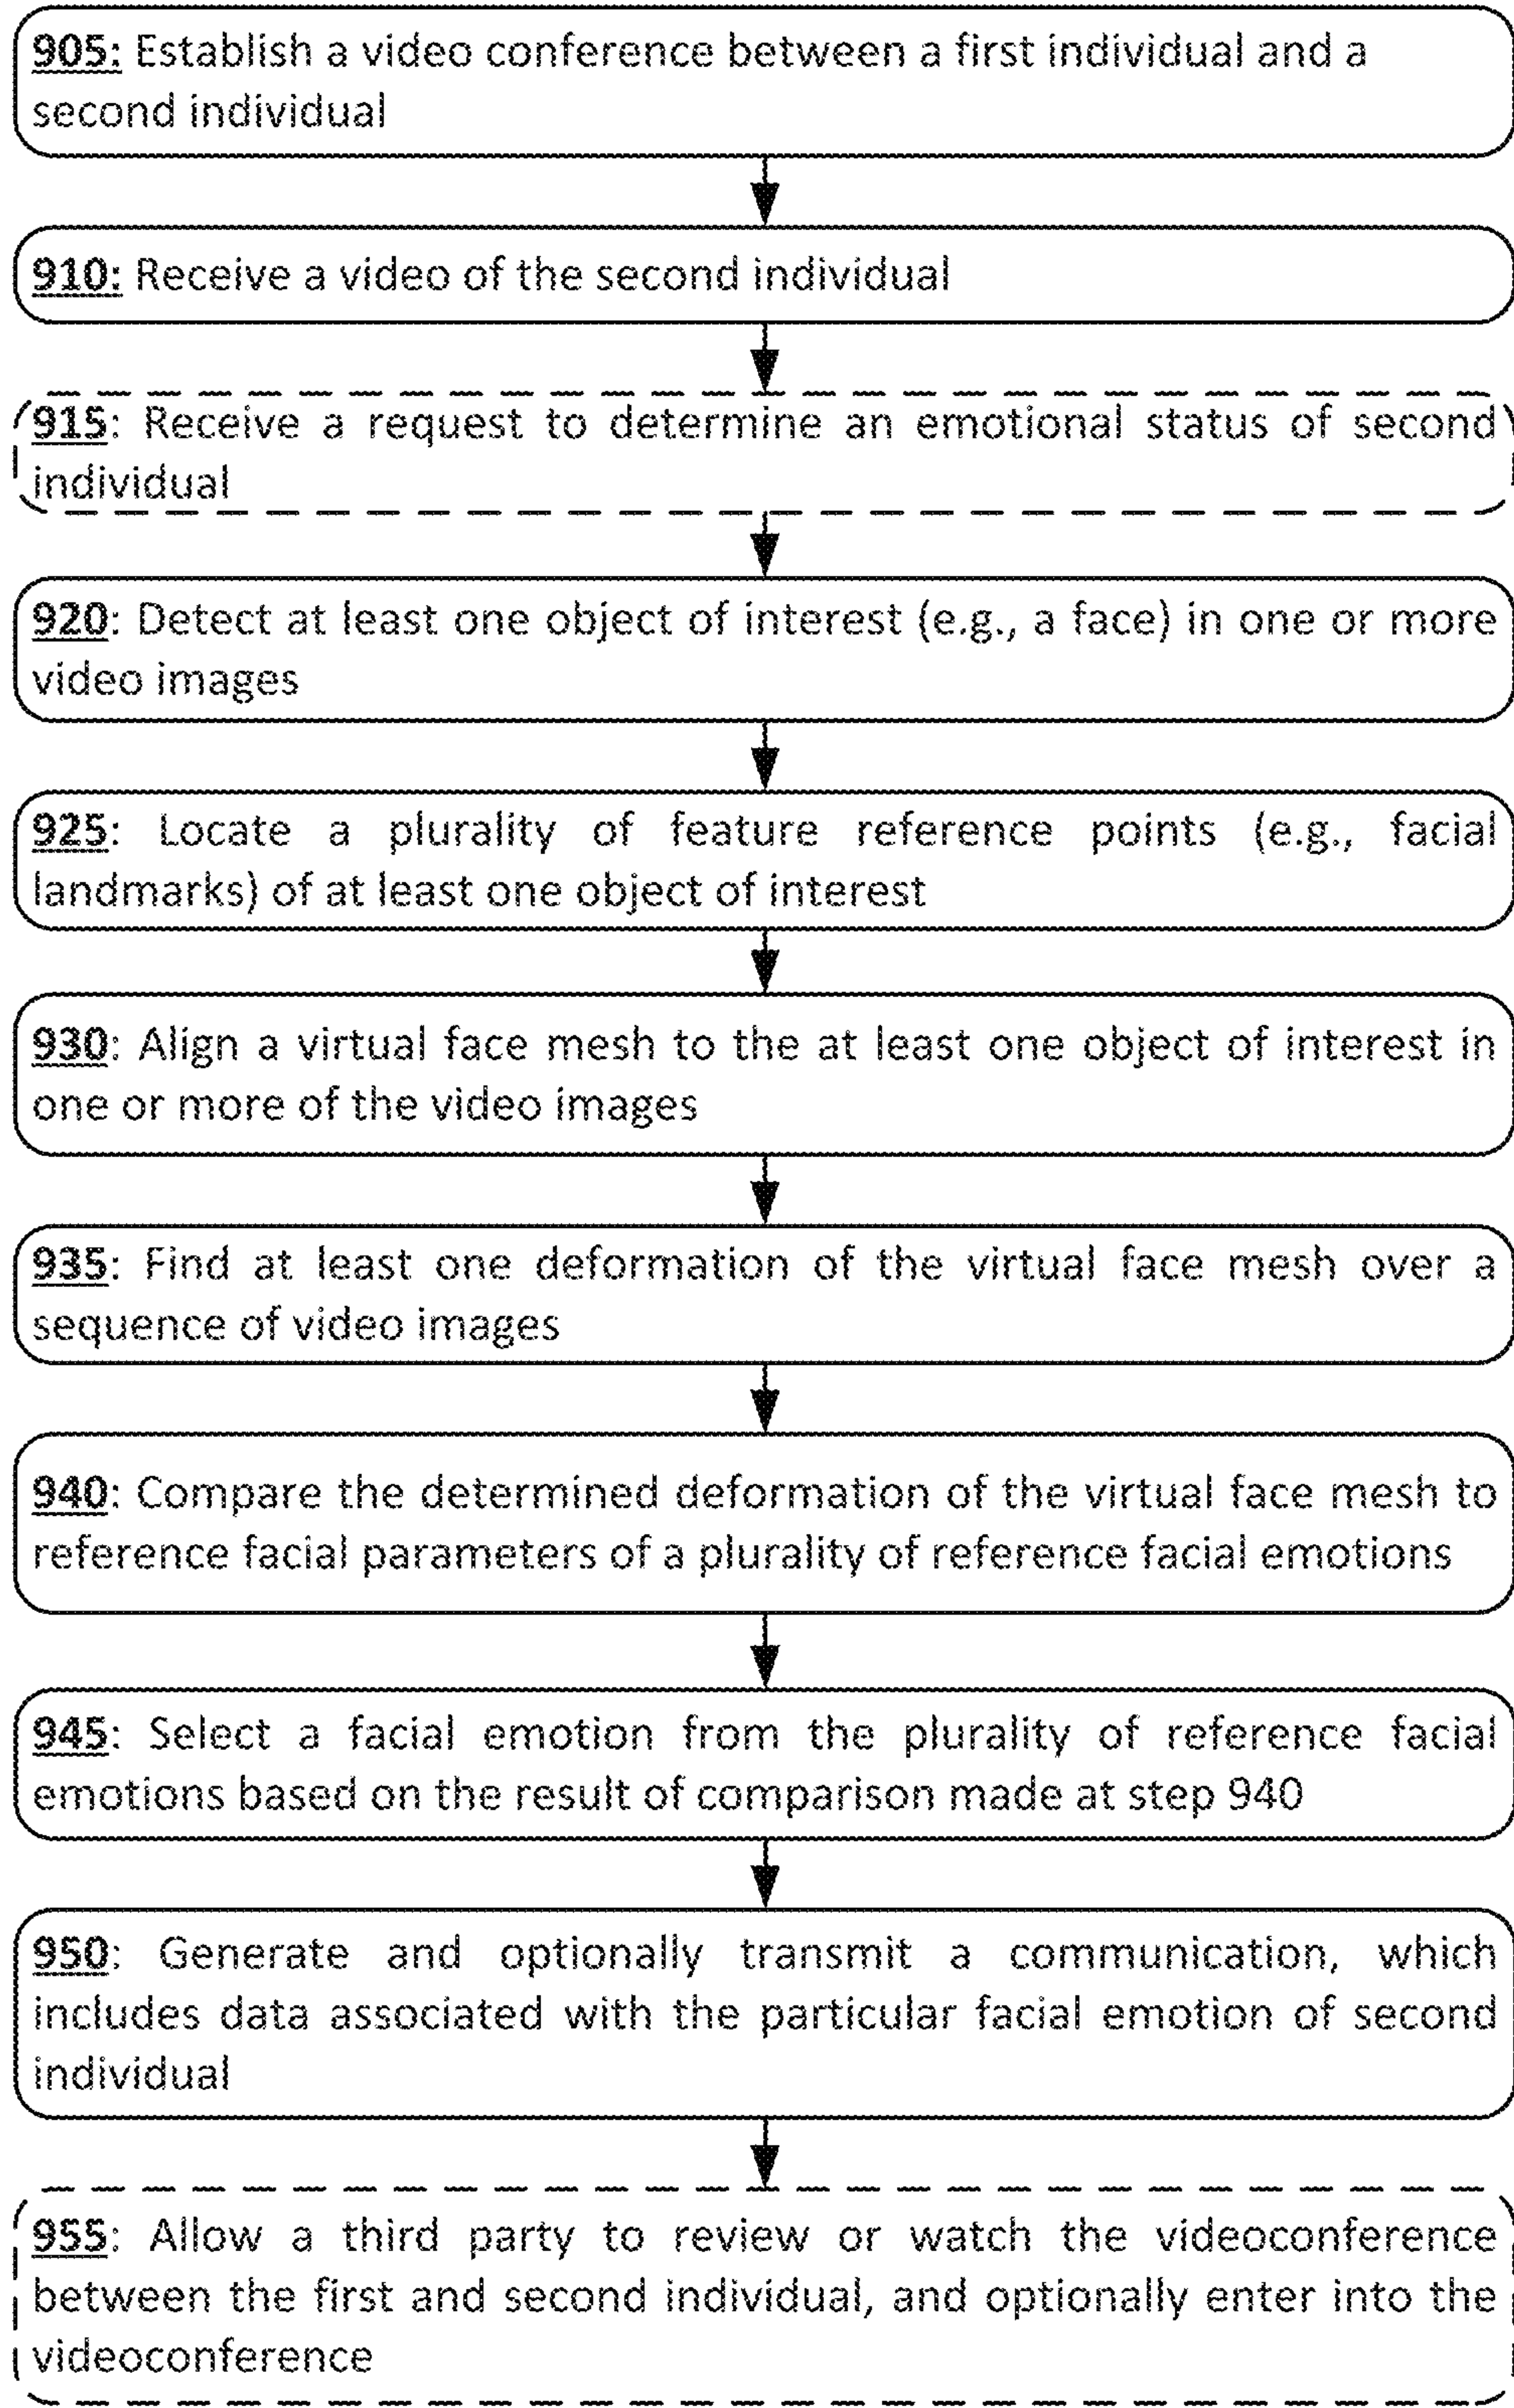 905: Establish a video conference between a first individual and a
second individual
910: Receive a video of the second individual
915: Receive a request to determine an emotional status of second
individual
920: Detect at least one object of interest (e.g., a face) in one or more
video images
925: Locate a plurality of feature reference points (e.g., facial
landmarks) of at least one object of interest
930: Align a virtual face mesh to the at least one object of interest in
one or more of the video images
935: Find at least one deformation of the virtual face mesh over a
sequence of video images
940: Compare the determined deformation of the virtual face mesh to
reference facial parameters of a plurality of reference facial emotions
945: Select a facial emotion from the plurality of reference facial
emotions based on the result of comparison made at step 940
950: Generate and optionally transmit a communication, which
includes data associated with the particular facial emotion of second
individual
955: Allow a third party to review or watch the videoconference
between the first and second individual, and optionally enter into the
videoconference